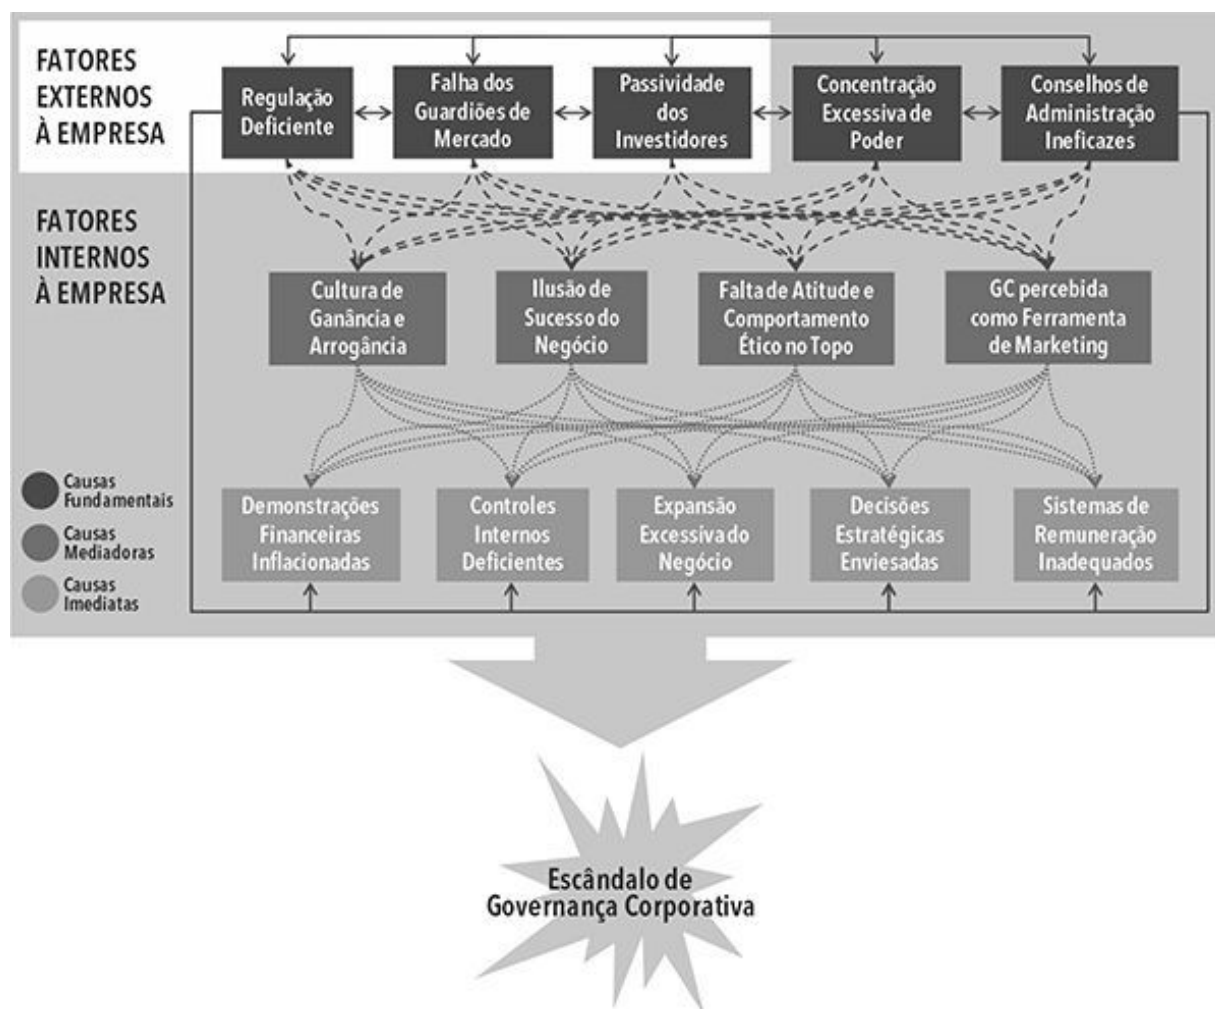 FATORES
EXTERNOS
À EMPRESA
Regulação
Deficiente
Falha dos
Guardiões de
Mercado
Passividade
dos
Investidores
Concentração
Excessiva de
Poder
Conselhos de
Administração
Ineficazes
FATORES
INTERNOS
À EMPRESA
Cultura de
Ganância e
Arrogância
Ilusão de
Sucesso do
Negócio
Falta de Atitude e
Comportamento
Ético no Topo
GC percebida
como Ferramenta
de Marketing
Causas
Fundamentais
Causas
Mediadoras
Causas
Imediatas
Demonstrações
Financeiras
Inflacionadas
Controles
Internos
Deficientes
Expansão
Excessiva do
Negócio
Decisões
Estratégicas
Enviesadas
Sistemas de
Remuneração
Inadequados
Escândalo de
Governança Corporativa